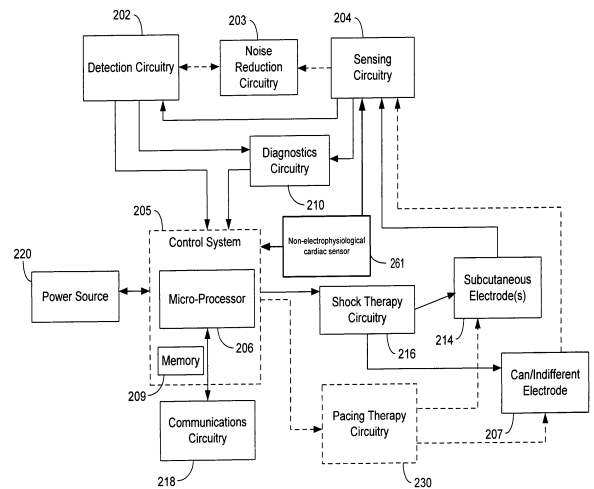 202
203
204
Detection Circuitry
Noise
Reduction
Circuitry
Sensing
Circuitry
Diagnostics
Circuitry
210
205
Control System
Non-electrophysiological
cardiac sensor
261
220
Power Source
Micro-Processor
206
Memory
209
Shock Therapy
Circuitry
216
Subcutaneous
Electrode(s)
214
Can/Indifferent
Electrode
207
Communications
Circuitry
218
Pacing Therapy
Circuitry
230